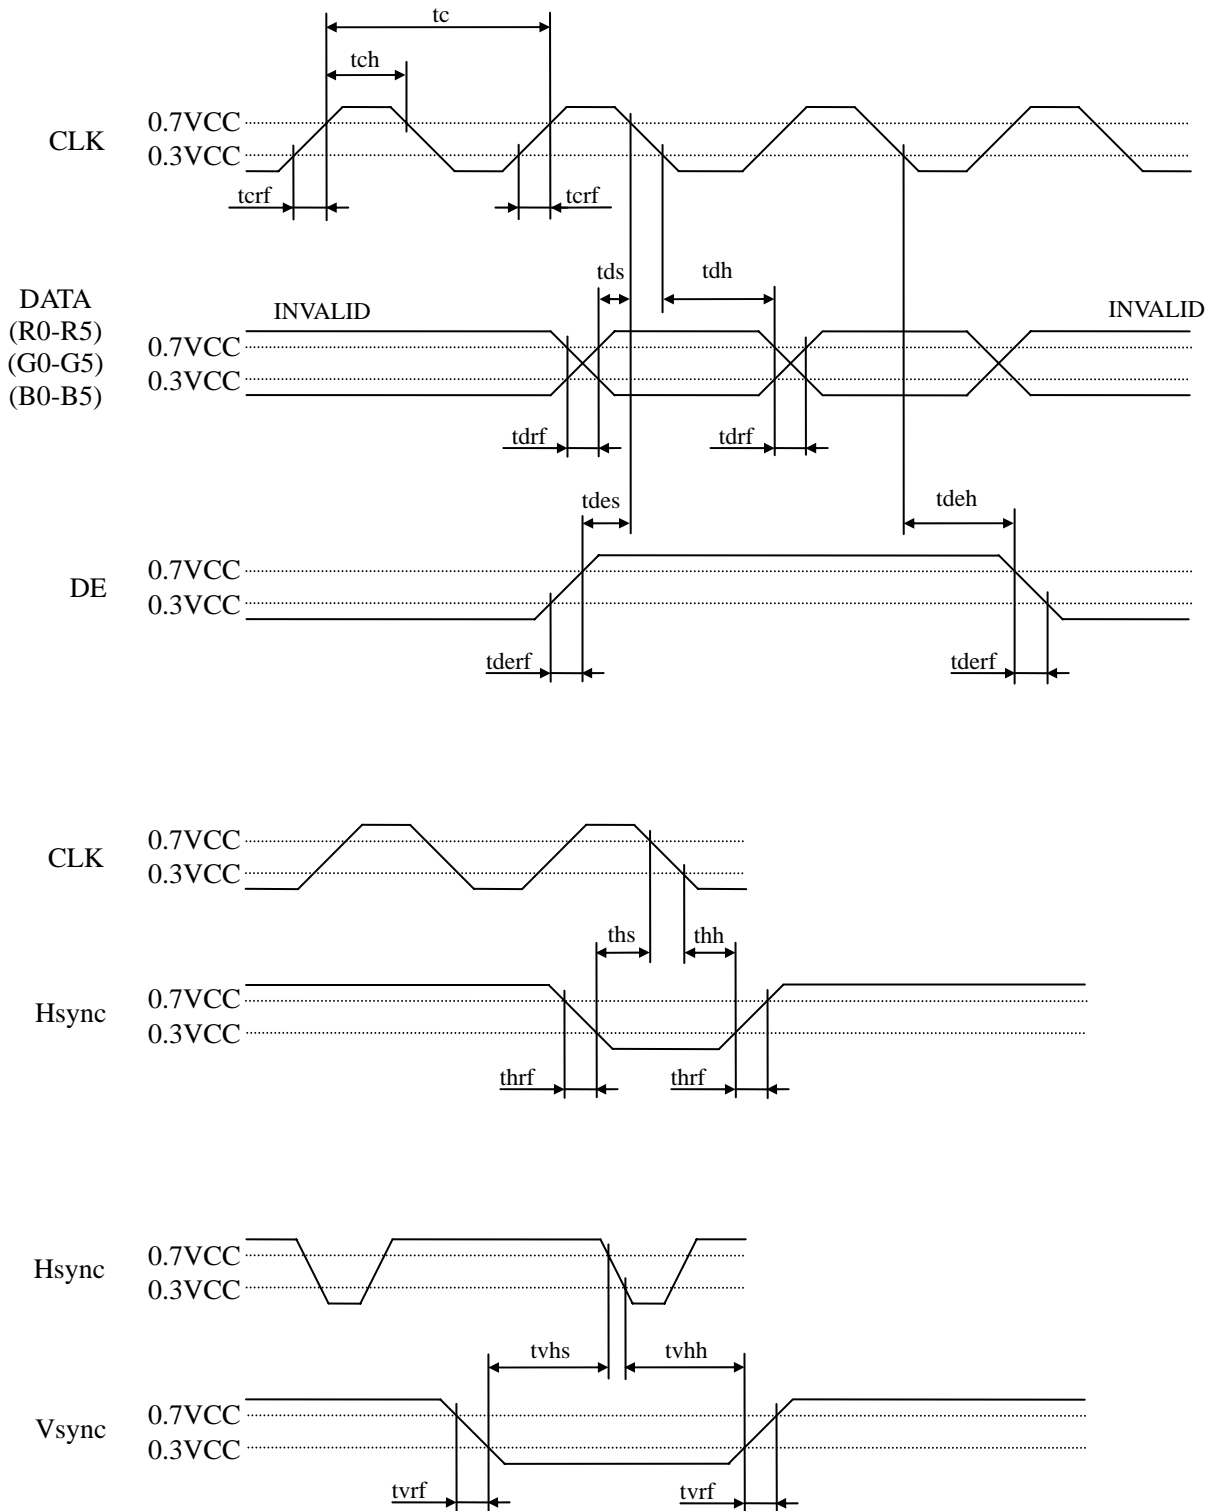 tc
tch
0.7VCC
CLK
0.3VCC
tcrf
tcrf
tds
tdh
DATA
(R0-R5)
(G0-G5)
(B0-B5)
INVALID
INVALID
0.7VCC
0.3VCC
tdrf
tdrf
tdes
tdeh
0.7VCC
DE
0.3VCC
tderf
tderf
0.7VCC
CLK
0.3VCC
ths
thh
0.7VCC
Hsync
0.3VCC
thrf
thrf
0.7VCC
Hsync
0.3VCC
tvhs
tvhh
0.7VCC
Vsync
0.3VCC
tvrf
tvrf